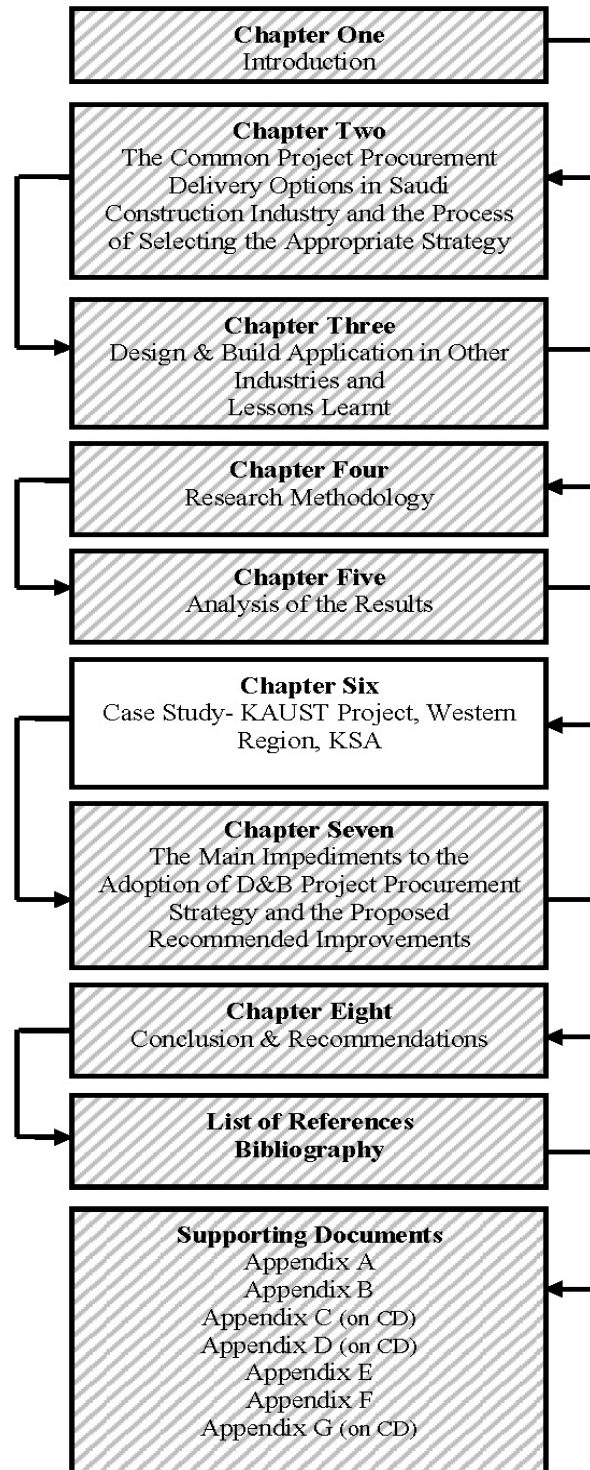 Chapter One
Introduction
Chapter Two
The Common Project Procurement
Delivery Options in Saudi
Construction Industry and the Process
of Selecting the Appropriate Strategy
Chapter Three
Design & Build Application in Other
Industries and
Lessons Learnt
Chapter Four
Research Methodology
Chapter Five
Analysis of the Results
Chapter Six
Case Study- KAUST Project, Western
Region, KSA
Chapter Seven
The Main Impediments to the
Adoption of D&B Project Procurement
Strategy and the Proposed
Recommended Improvements
Chapter Eight
Conclusion & Recommendations
List of References
Bibliography
Supporting Documents
Appendix A
Appendix B
Appendix C (on CD)
Appendix D (on CD)
Appendix E
Appendix F
Appendix G (on CD)